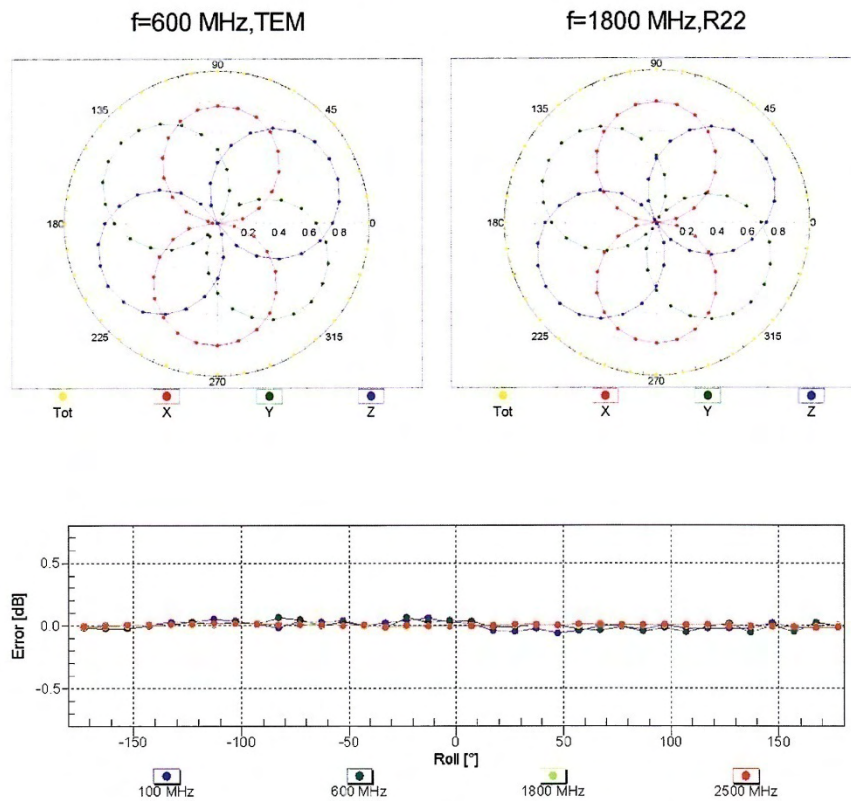 f=600 MHz,TEM
f=1800 MHz,R22
90
135
45
180
0.2 0.4 0.6 0.8
0
225
315
270
Tot X Y Z
90
135
45
180
0.2 0.4 0.6 0.8
0
225
315
270
Tot X Y Z
Error [dB]
0.5
0.0
-0.5
-150 -100 -50 0 50 100 150
Roll [°]
100 MHz 600 MHz 1800 MHz 2500 MHz